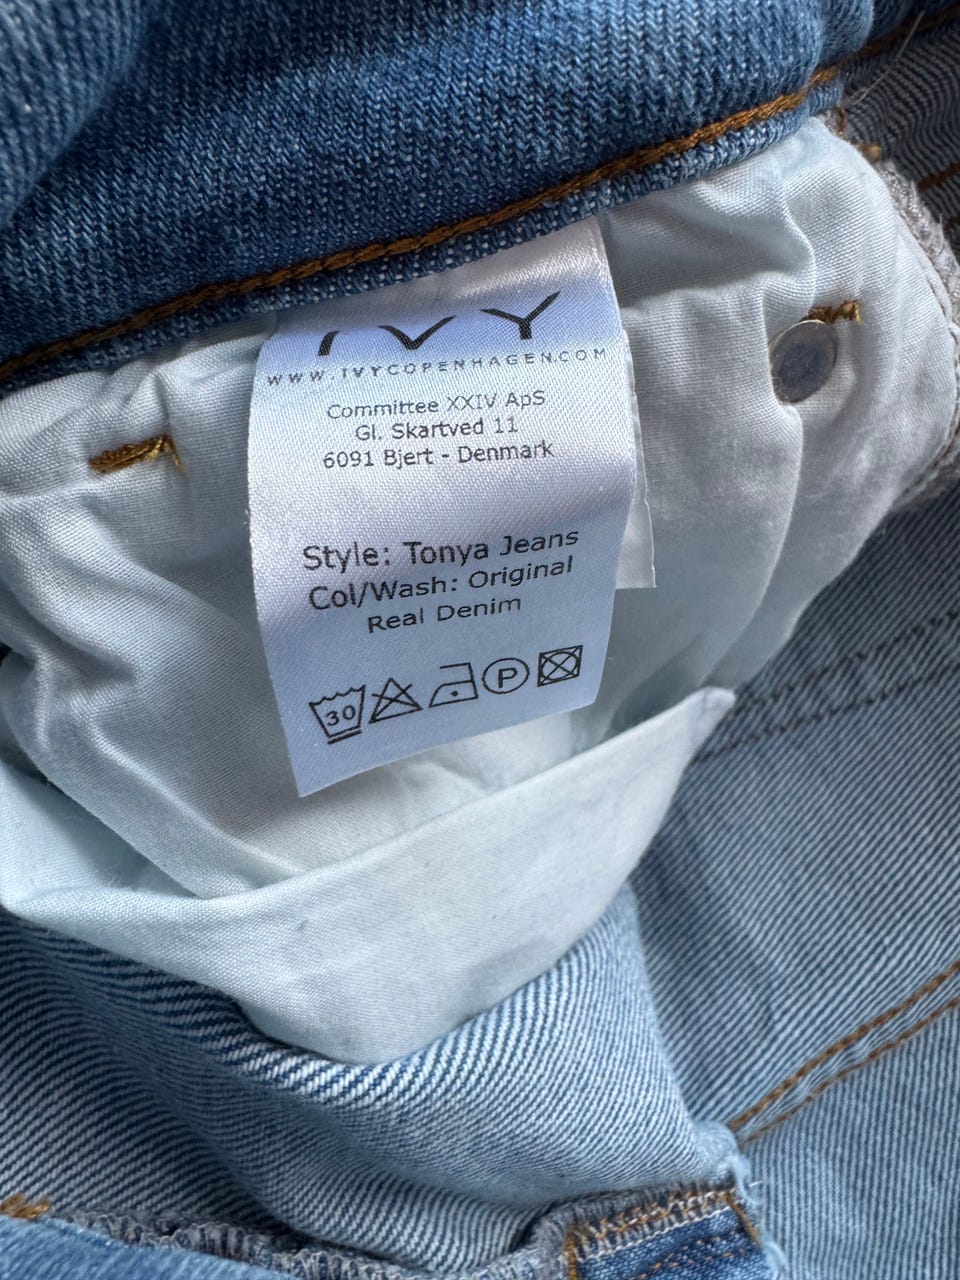 IVY
WWW.IVYCOPENHAGEN.COM
Committee XXIV ApS
Gl. Skartved 11
6091 Bjert - Denmark
Style: Tonya Jeans
Col/Wash: Original
Real Denim
30 P